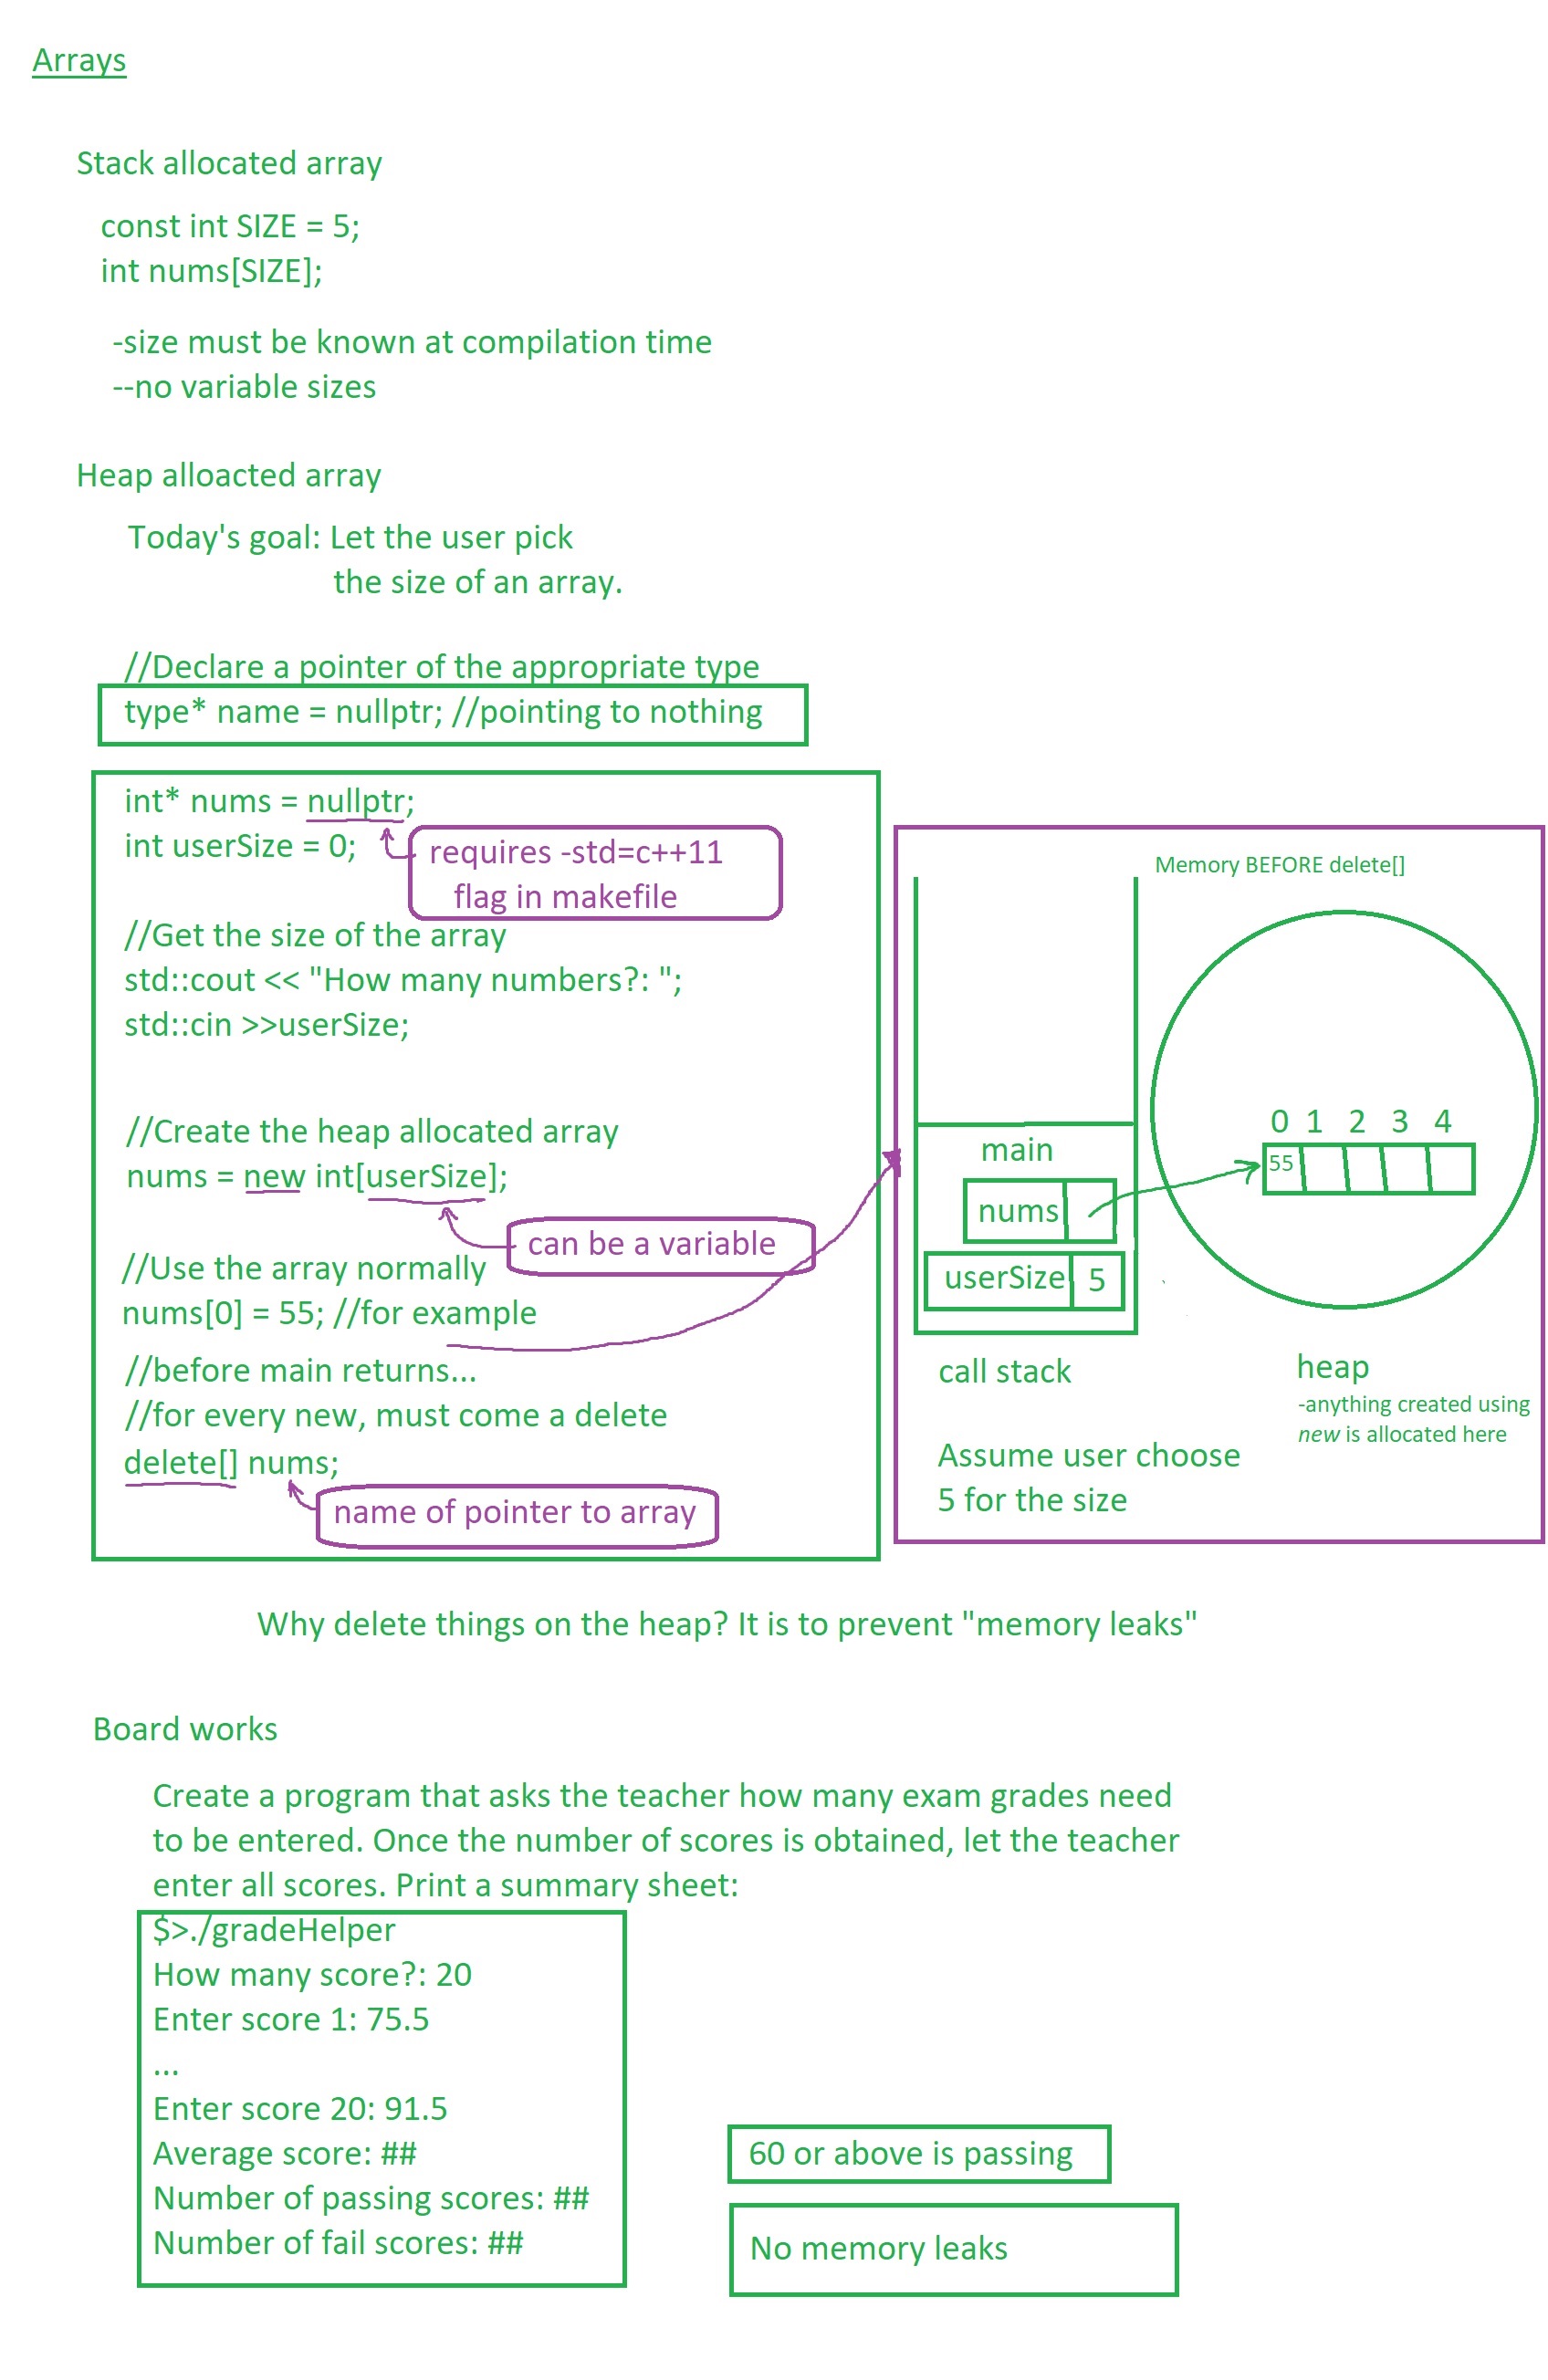 Arrays
Stack allocated array
const int SIZE = 5;
int nums[SIZE];
-size must be known at compilation time
--no variable sizes
Heap alloacted array
Today's goal: Let the user pick
the size of an array.
//Declare a pointer of the appropriate type
type* name = nullptr; //pointing to nothing
int* nums = nullptr;
int userSize = 0;
requires -std=c++11
flag in makefile
//Get the size of the array
std::cout << "How many numbers?: ";
std::cin >>userSize;
//Create the heap allocated array
nums = new int[userSize];
can be a variable
//Use the array normally
nums[0] = 55; //for example
//before main returns...
//for every new, must come a delete
delete[] nums;
name of pointer to array
Memory BEFORE delete[]
0 1 2 3 4
55
main
nums
userSize 5
call stack
heap
-anything created using
new is allocated here
Assume user choose
5 for the size
Why delete things on the heap? It is to prevent "memory leaks"
Board works
Create a program that asks the teacher how many exam grades need
to be entered. Once the number of scores is obtained, let the teacher
enter all scores. Print a summary sheet:
$>./gradeHelper
How many score?: 20
Enter score 1: 75.5
...
Enter score 20: 91.5
Average score: ##
Number of passing scores: ##
Number of fail scores: ##
60 or above is passing
No memory leaks